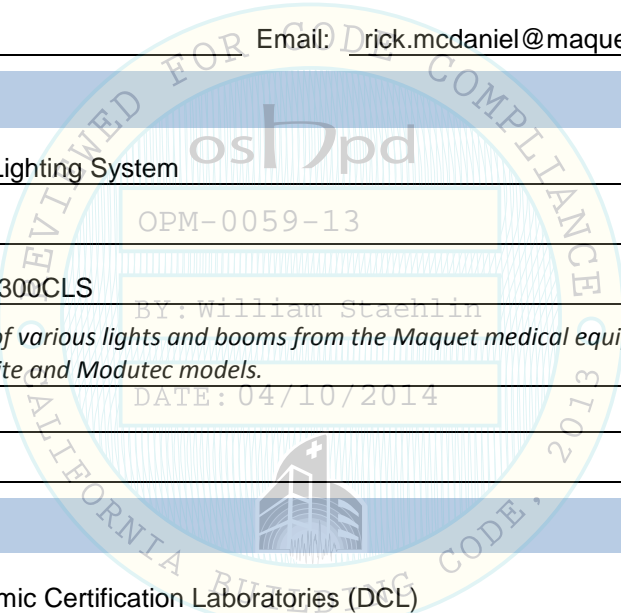 Email: rick.mcdaniel@maque
REVIEWED FOR CODE COMPLIANCE
oshpd
Lighting System
OPM-0059-13
300CLS
BY: William Staehlin
of various lights and booms from the Maquet medical equi
ite and Modutec models.
DATE: 04/10/2014
CALIFORNIA BUILDING CODE, 2013
mic Certification Laboratories (DCL)